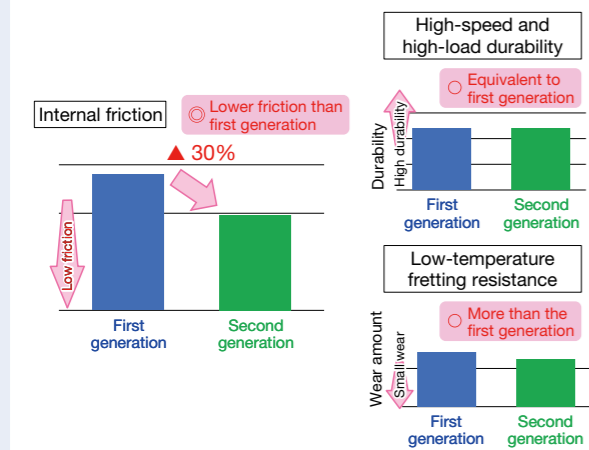 Internal friction
◎ Lower friction than
first generation
▲ 30%
Low friction
First
generation
Second
generation
High-speed and
high-load durability
○ Equivalent to
first generation
Durability
High durability
First
generation
Second
generation
Low-temperature
fretting resistance
○ More than the
first generation
Wear amount
Small wear
First
generation
Second
generation